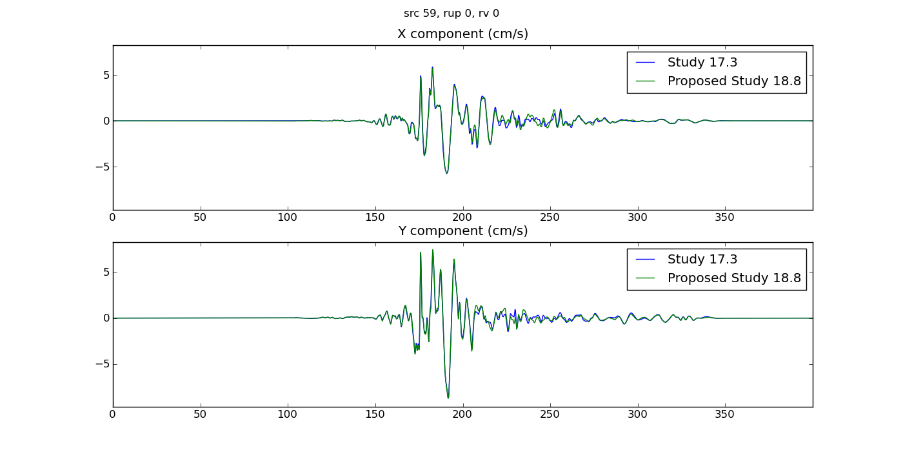 src 59, rup 0, rv 0
X component (cm/s)
Study 17.3
Proposed Study 18.8
5
0
−5
0 50 100 150 200 250 300 350
Y component (cm/s)
Study 17.3
Proposed Study 18.8
5
0
−5
0 50 100 150 200 250 300 350